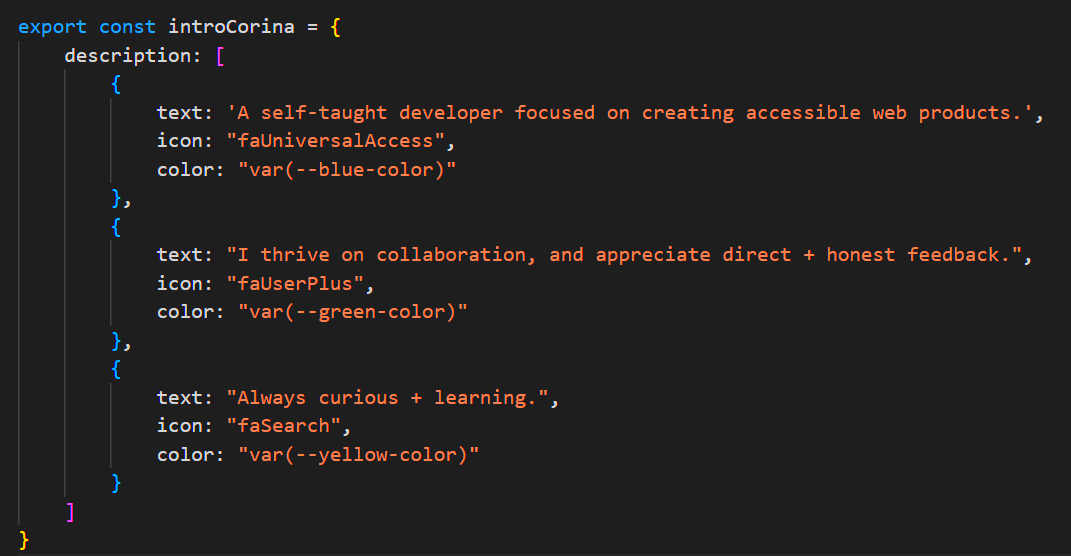 export const introCorina = {
    description: [
        {
            text: 'A self-taught developer focused on creating accessible web products.',
            icon: "faUniversalAccess",
            color: "var(--blue-color)"
        },
        {
            text: "I thrive on collaboration, and appreciate direct + honest feedback.",
            icon: "faUserPlus",
            color: "var(--green-color)"
        },
        {
            text: "Always curious + learning.",
            icon: "faSearch",
            color: "var(--yellow-color)"
        }
    ]
}